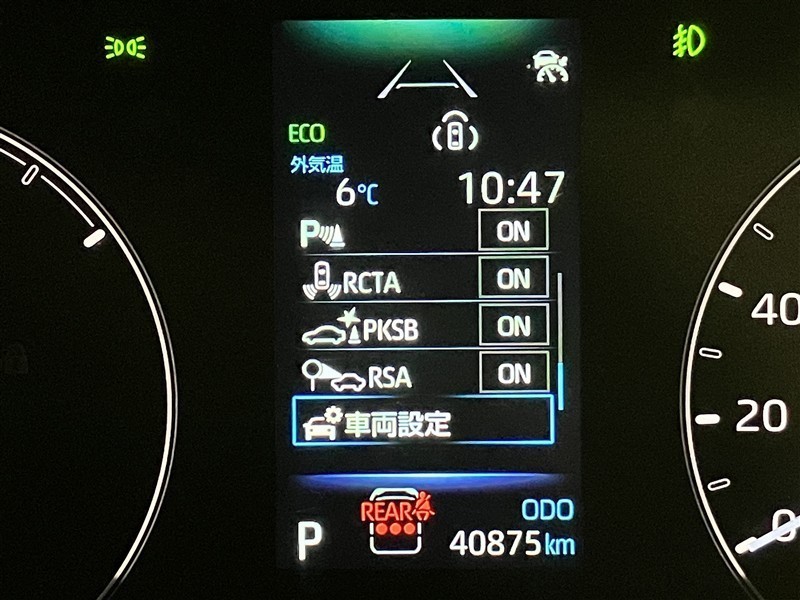 ECO
外気温
6℃ 10:47
P ON
RCTA ON
PKSB ON
RSA ON
車両設定
40
20
0
REAR
ODO
P 40875km